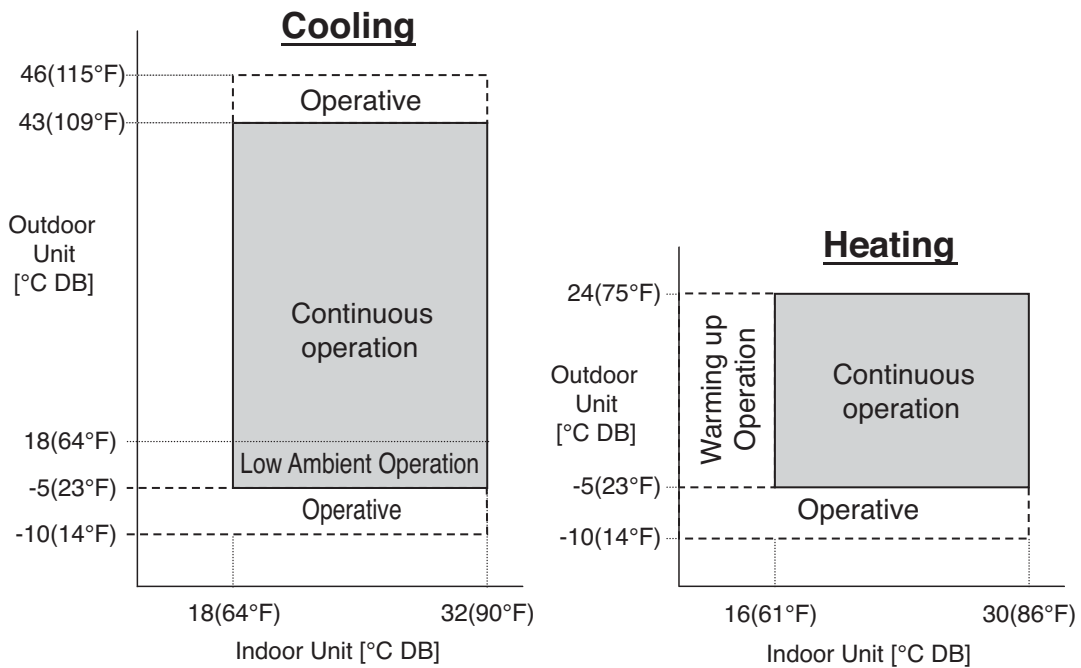 Cooling
46(115°F)
Operative
43(109°F)
Outdoor
Unit
[°C DB]
Continuous
operation
18(64°F)
Low Ambient Operation
-5(23°F)
Operative
-10(14°F)
18(64°F)
32(90°F)
Indoor Unit [°C DB]
Heating
24(75°F)
Outdoor
Unit
[°C DB]
Warming up
Operation
Continuous
operation
-5(23°F)
Operative
-10(14°F)
16(61°F)
30(86°F)
Indoor Unit [°C DB]